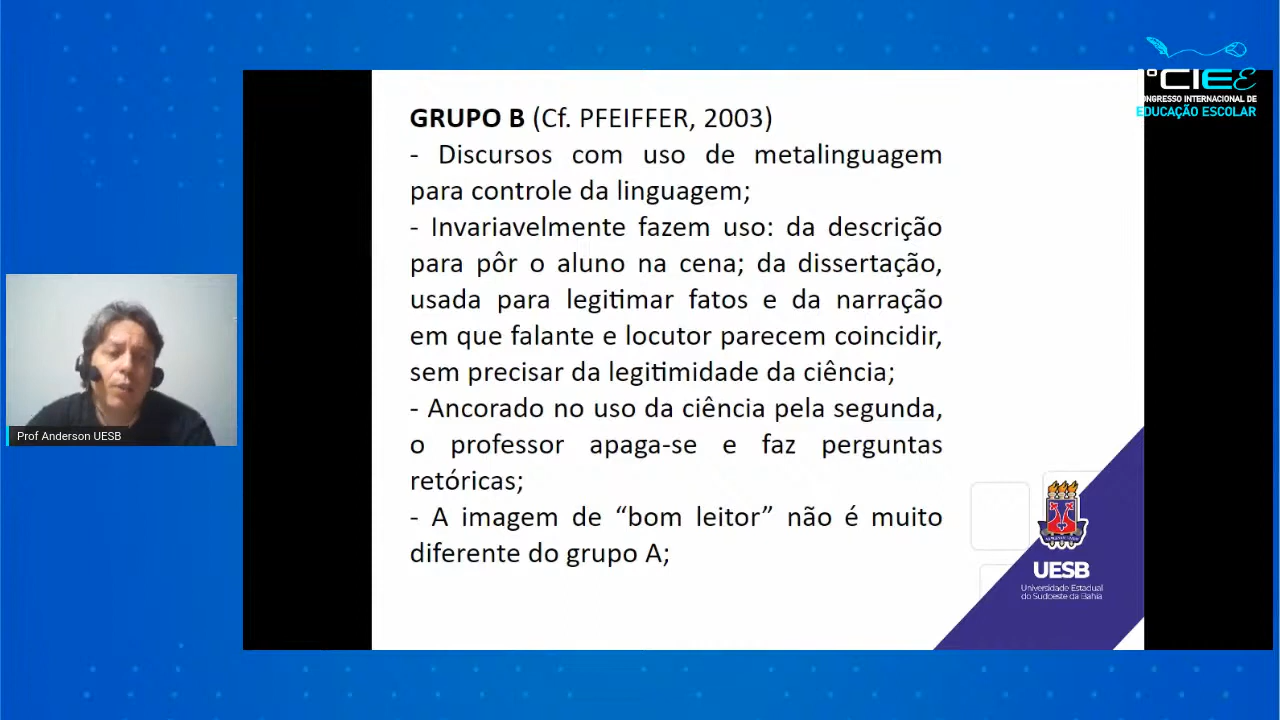 CIEE
CONGRESSO INTERNACIONAL DE
EDUCAÇÃO ESCOLAR
GRUPO B (Cf. PFEIFFER, 2003)
- Discursos com uso de metalinguagem
para controle da linguagem;
- Invariavelmente fazem uso: da descrição
para pôr o aluno na cena; da dissertação,
usada para legitimar fatos e da narração
em que falante e locutor parecem coincidir,
sem precisar da legitimidade da ciência;
- Ancorado no uso da ciência pela segunda,
o professor apaga-se e faz perguntas
retóricas;
- A imagem de “bom leitor” não é muito
diferente do grupo A;
Prof Anderson UESB
UESB
Universidade Estadual
do Sudoeste da Bahia